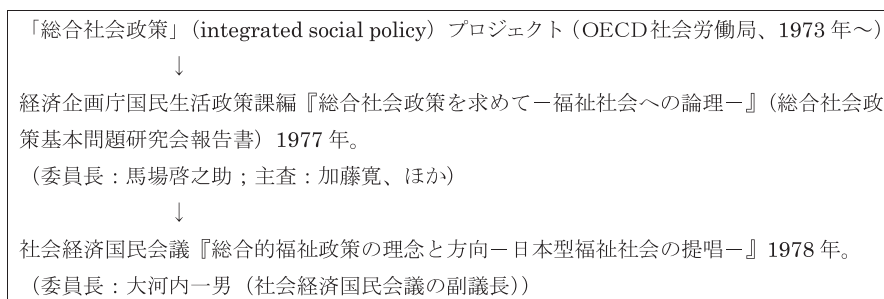 「総合社会政策」（integrated social policy）プロジェクト（OECD社会労働局、1973 年～）
↓
経済企画庁国民生活政策課編『総合社会政策を求めて－福祉社会への論理－』（総合社会政
策基本問題研究会報告書）1977 年。
（委員長：馬場啓之助；主査：加藤寛、ほか）
↓
社会経済国民会議『総合的福祉政策の理念と方向－日本型福祉社会の提唱－』1978 年。
（委員長：大河内一男（社会経済国民会議の副議長））